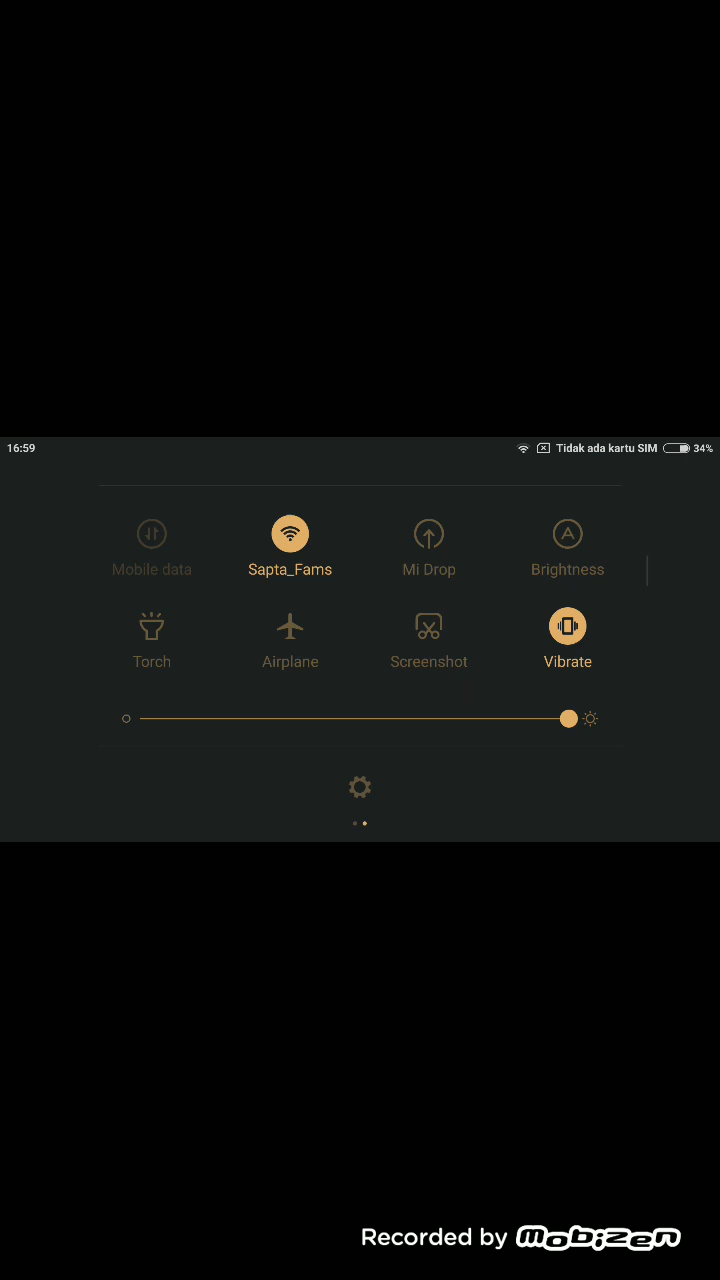 16:59 Tidak ada kartu SIM 34%
Mobile data Sapta_Fams Mi Drop Brightness
Torch Airplane Screenshot Vibrate
Recorded by mobizen